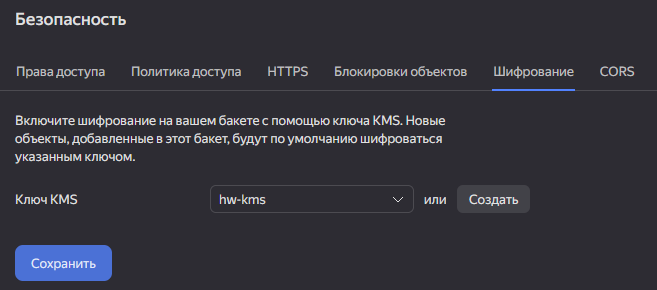 Безопасность
Права доступа Политика доступа HTTPS Блокировки объектов Шифрование CORS
Включите шифрование на вашем бакете с помощью ключа KMS. Новые
объекты, добавленные в этот бакет, будут по умолчанию шифроваться
указанным ключом.
Ключ KMS hw-kms или Создать
Сохранить